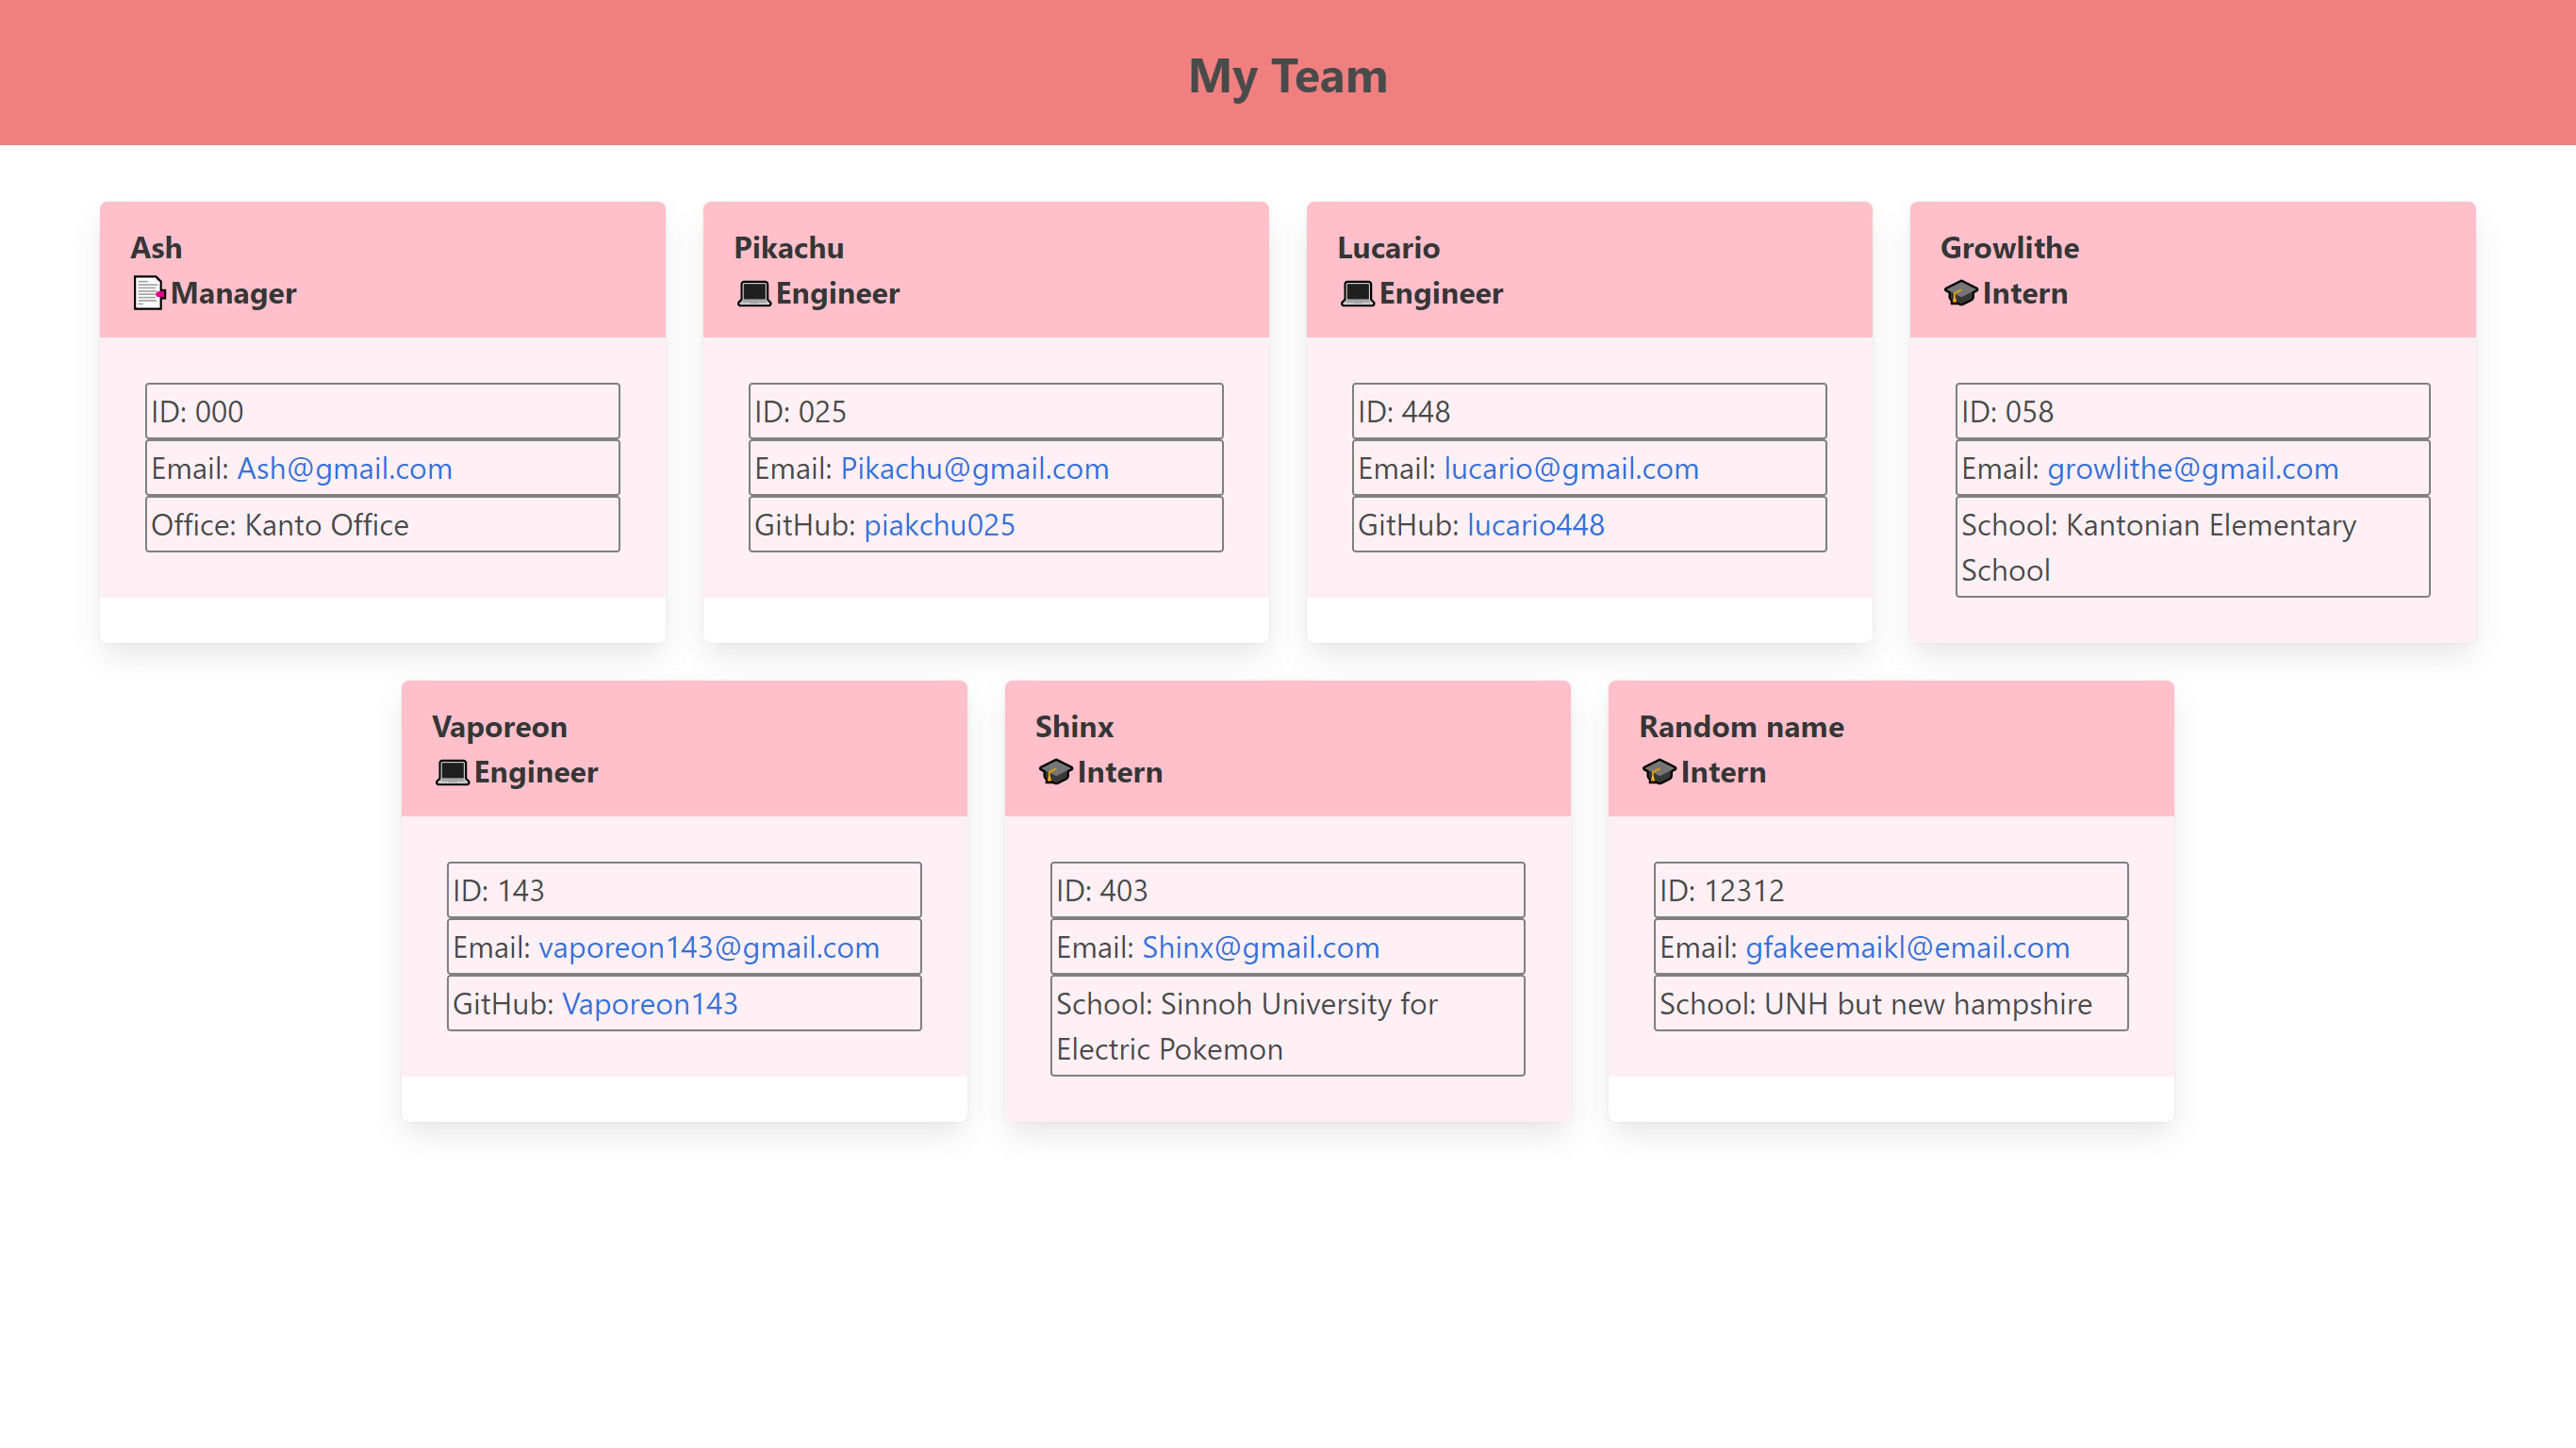 My Team
Ash
Manager
ID: 000
Email: Ash@gmail.com
Office: Kanto Office
Pikachu
Engineer
ID: 025
Email: Pikachu@gmail.com
GitHub: piakchu025
Lucario
Engineer
ID: 448
Email: lucario@gmail.com
GitHub: lucario448
Growlithe
Intern
ID: 058
Email: growlithe@gmail.com
School: Kantonian Elementary
School
Vaporeon
Engineer
ID: 143
Email: vaporeon143@gmail.com
GitHub: Vaporeon143
Shinx
Intern
ID: 403
Email: Shinx@gmail.com
School: Sinnoh University for
Electric Pokemon
Random name
Intern
ID: 12312
Email: gfakeemaikl@email.com
School: UNH but new hampshire